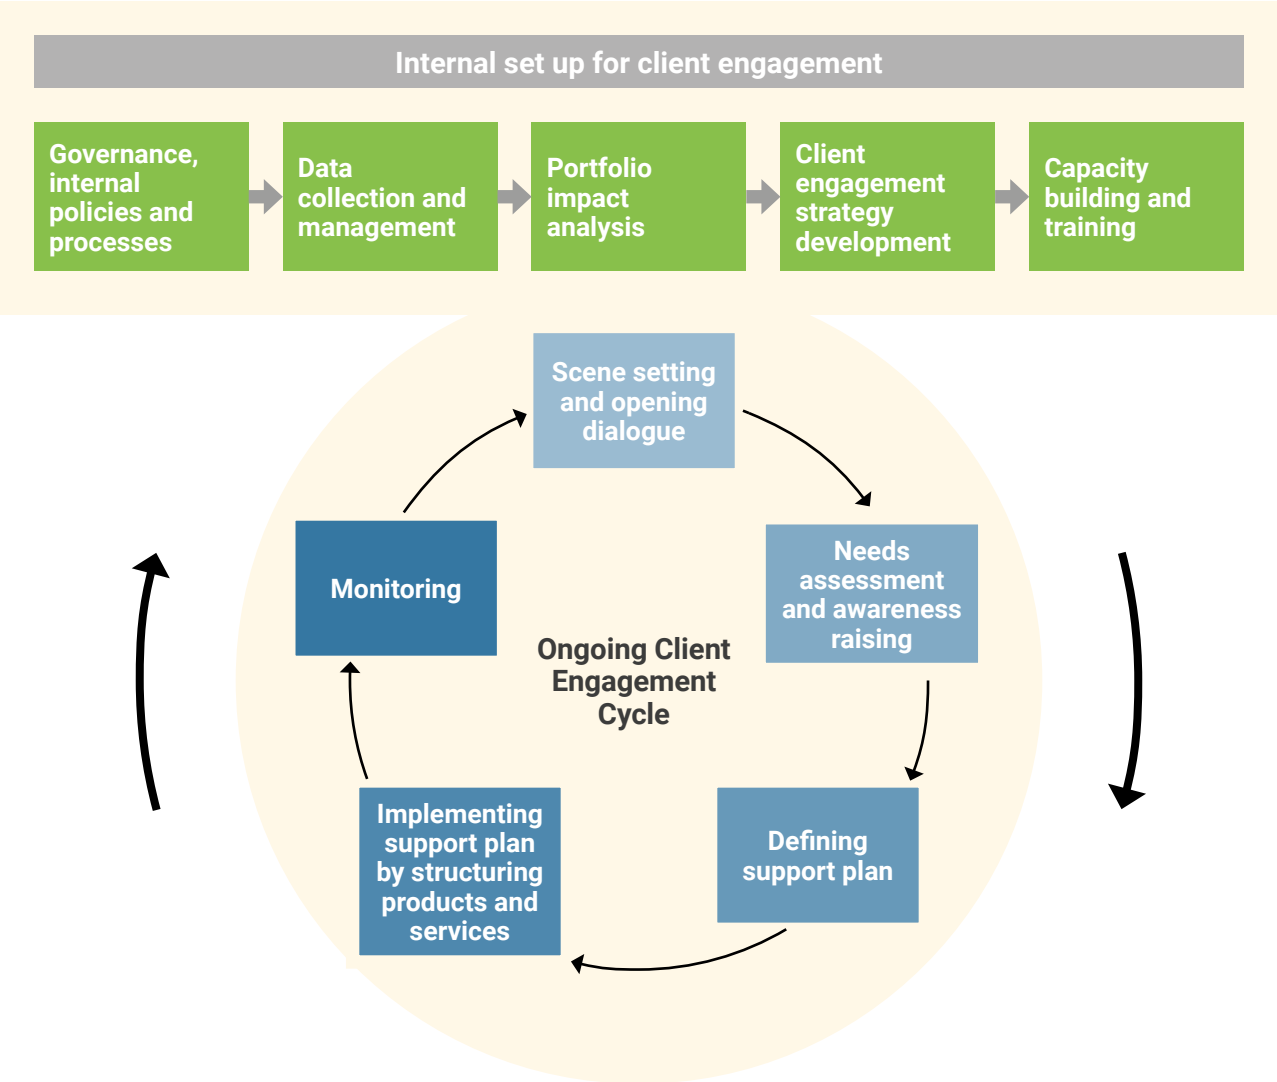 Internal set up for client engagement
Governance,
internal
policies and
processes
Data
collection and
management
Portfolio
impact
analysis
Client
engagement
strategy
development
Capacity
building and
training
Scene setting
and opening
dialogue
Needs
assessment
and awareness
raising
Defining
support plan
Implementing
support plan
by structuring
products and
services
Monitoring
Ongoing Client
Engagement
Cycle